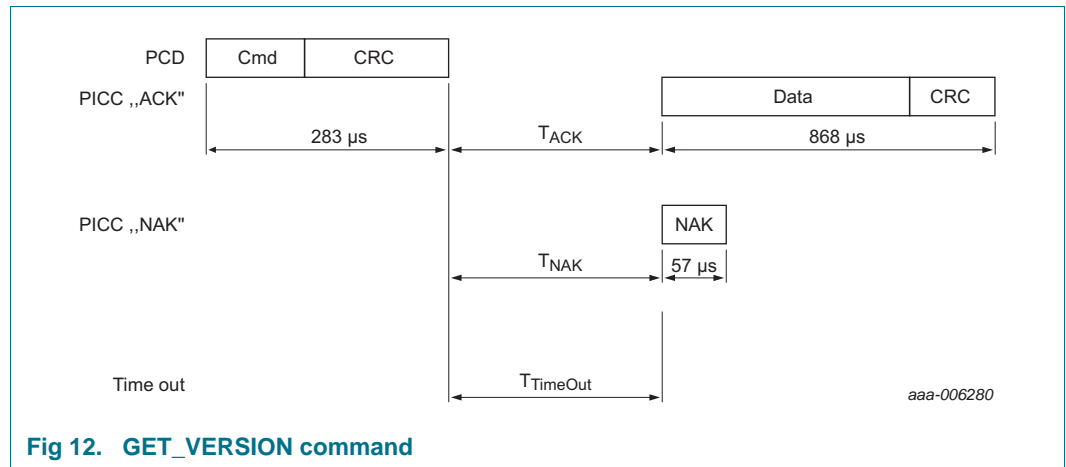 PCD Cmd CRC
PICC ,,ACK" Data CRC
283 µs TACK 868 µs
PICC ,,NAK" NAK
TNAK 57 µs
Time out TTimeOut aaa-006280
Fig 12. GET_VERSION command